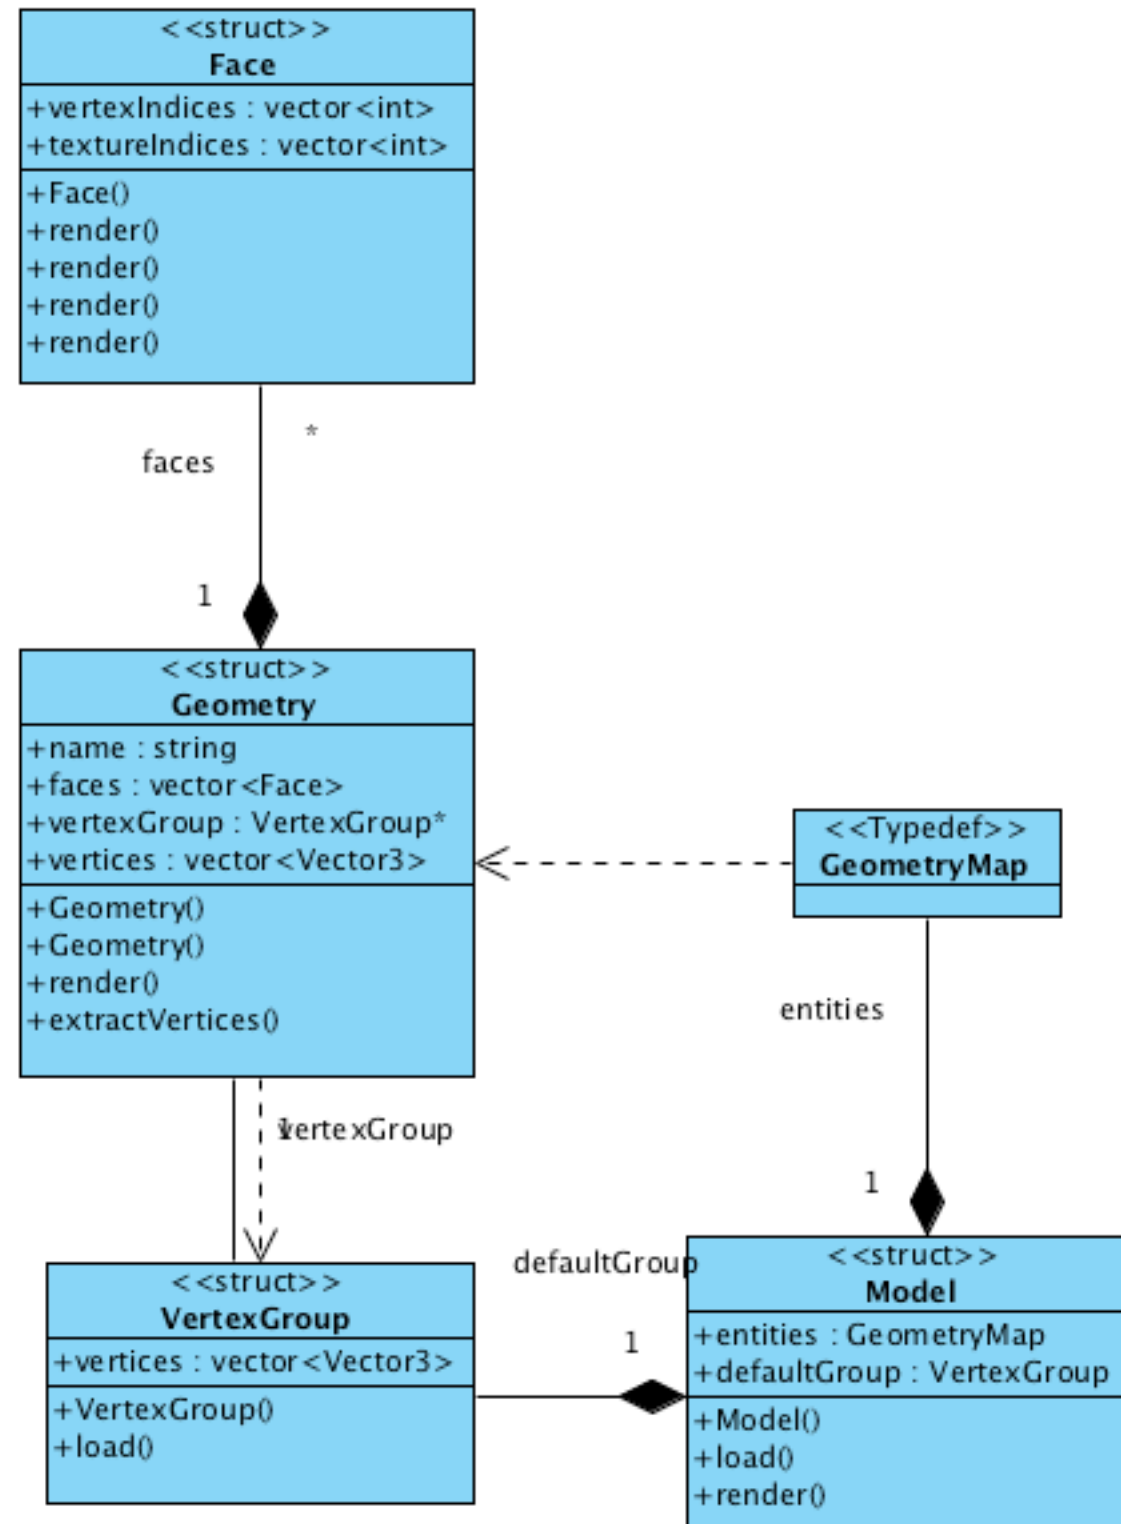 <<struct>>
Face
+vertexIndices : vector<int>
+textureIndices : vector<int>
+Face()
+render()
+render()
+render()
+render()
*
faces
1
<<struct>>
Geometry
+name : string
+faces : vector<Face>
+vertexGroup : VertexGroup*
+vertices : vector<Vector3>
+Geometry()
+Geometry()
+render()
+extractVertices()
<<Typedef>>
GeometryMap
entities
1
1
vertexGroup
<<struct>>
VertexGroup
+vertices : vector<Vector3>
+VertexGroup()
+load()
defaultGroup
1
<<struct>>
Model
+entities : GeometryMap
+defaultGroup : VertexGroup
+Model()
+load()
+render()